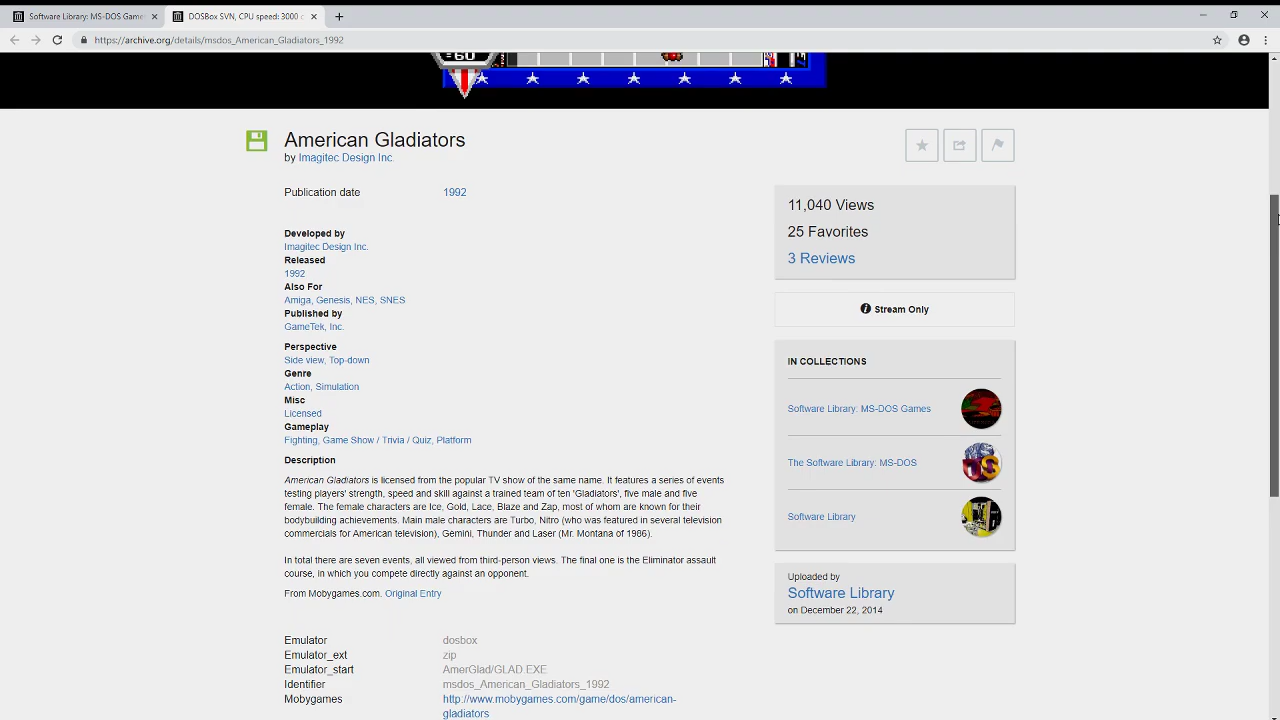 Software Library: MS-DOS Game
DOSBox SVN, CPU speed: 3000 c
https://archive.org/details/msdos_American_Gladiators_1992
=60
American Gladiators
by Imagitec Design Inc.
Publication date 1992
Developed by
Imagitec Design Inc.
Released
1992
Also For
Amiga, Genesis, NES, SNES
Published by
GameTek, Inc.
Perspective
Side view, Top-down
Genre
Action, Simulation
Misc
Licensed
Gameplay
Fighting, Game Show / Trivia / Quiz, Platform
Description
American Gladiators is licensed from the popular TV show of the same name. It features a series of events
testing players' strength, speed and skill against a trained team of ten 'Gladiators', five male and five
female. The female characters are Ice, Gold, Lace, Blaze and Zap, most of whom are known for their
bodybuilding achievements. Main male characters are Turbo, Nitro (who was featured in several television
commercials for American television), Gemini, Thunder and Laser (Mr. Montana of 1986).
In total there are seven events, all viewed from third-person views. The final one is the Eliminator assault
course, in which you compete directly against an opponent.
From Mobygames.com. Original Entry
Emulator dosbox
Emulator_ext zip
Emulator_start AmerGlad/GLAD.EXE
Identifier msdos_American_Gladiators_1992
Mobygames http://www.mobygames.com/game/dos/american-
gladiators
11,040 Views
25 Favorites
3 Reviews
Stream Only
IN COLLECTIONS
Software Library: MS-DOS Games
The Software Library: MS-DOS
Software Library
Uploaded by
Software Library
on December 22, 2014